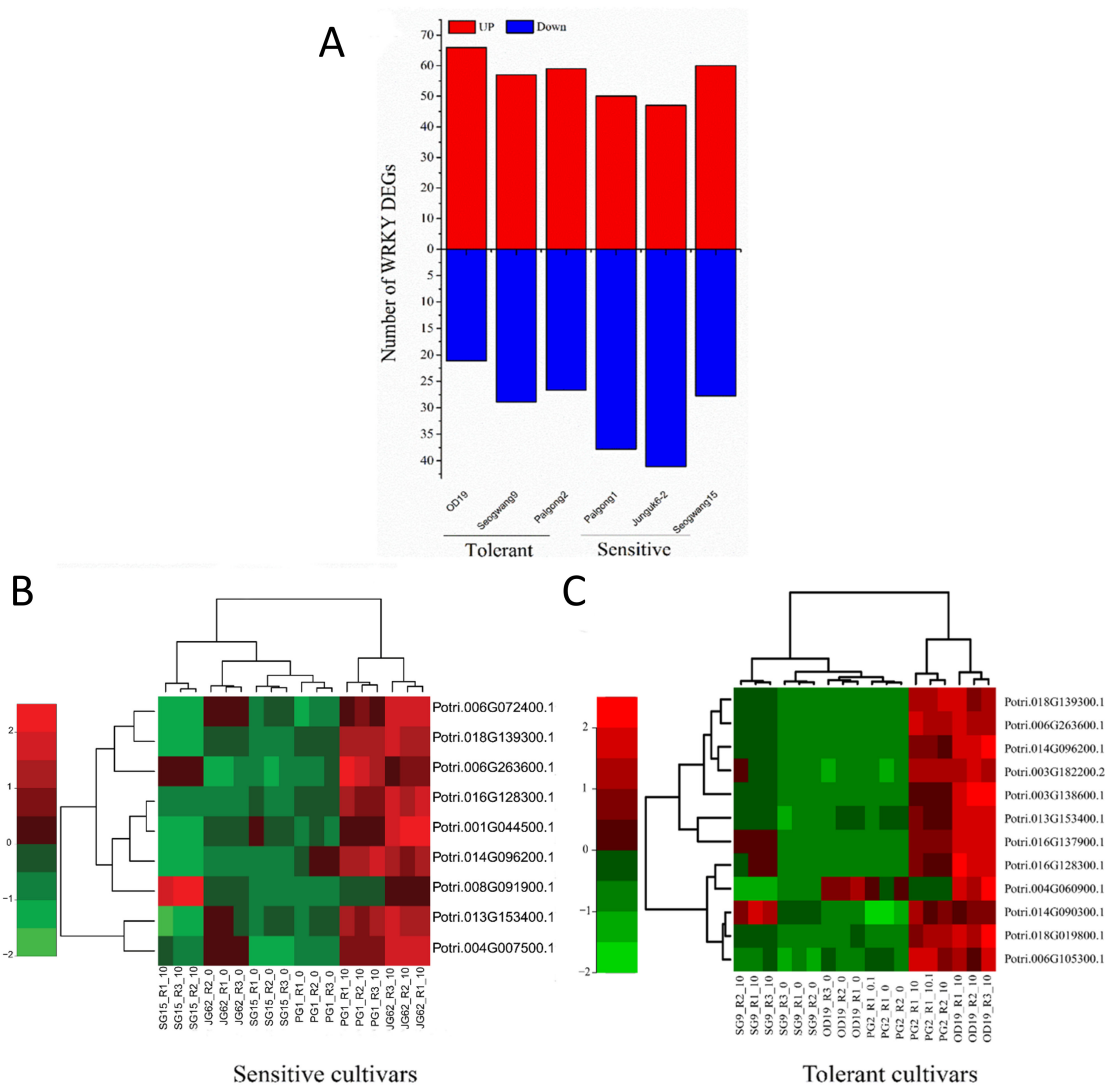 A
UP Down
Number of WRKY DEGs
70
60
50
40
30
20
10
0
5
10
15
20
25
30
35
40
OD19 Seogwang9 Palgong2 Palgong1 Junguk6-2 Seogwang15
Tolerant Sensitive
B
2
1
0
−1
−2
Potri.006G072400.1
Potri.018G139300.1
Potri.006G263600.1
Potri.016G128300.1
Potri.001G044500.1
Potri.014G096200.1
Potri.008G091900.1
Potri.013G153400.1
Potri.004G007500.1
SG15_R1_10
SG15_R3_10
SG15_R2_10
JG62_R2_0
JG62_R1_0
JG62_R3_0
SG15_R1_0
SG15_R2_0
SG15_R3_0
PG1_R1_0
PG1_R2_0
PG1_R3_0
PG1_R1_10
PG1_R2_10
PG1_R3_10
JG62_R3_10
JG62_R2_10
JG62_R1_10
Sensitive cultivars
C
2
1
0
−1
−2
Potri.018G139300.1
Potri.006G263600.1
Potri.014G096200.1
Potri.003G182200.2
Potri.003G138600.1
Potri.013G153400.1
Potri.016G137900.1
Potri.016G128300.1
Potri.004G060900.1
Potri.014G090300.1
Potri.018G019800.1
Potri.006G105300.1
SG9_R2_10
SG9_R1_10
SG9_R3_10
SG9_R3_0
SG9_R1_0
SG9_R2_0
OD19_R3_0
OD19_R2_0
OD19_R1_0
PG2_R1_0.1
PG2_R1_0
PG2_R2_0
PG2_R1_10
PG2_R1_10.1
PG2_R2_10
OD19_R1_10
OD19_R2_10
OD19_R3_10
Tolerant cultivars